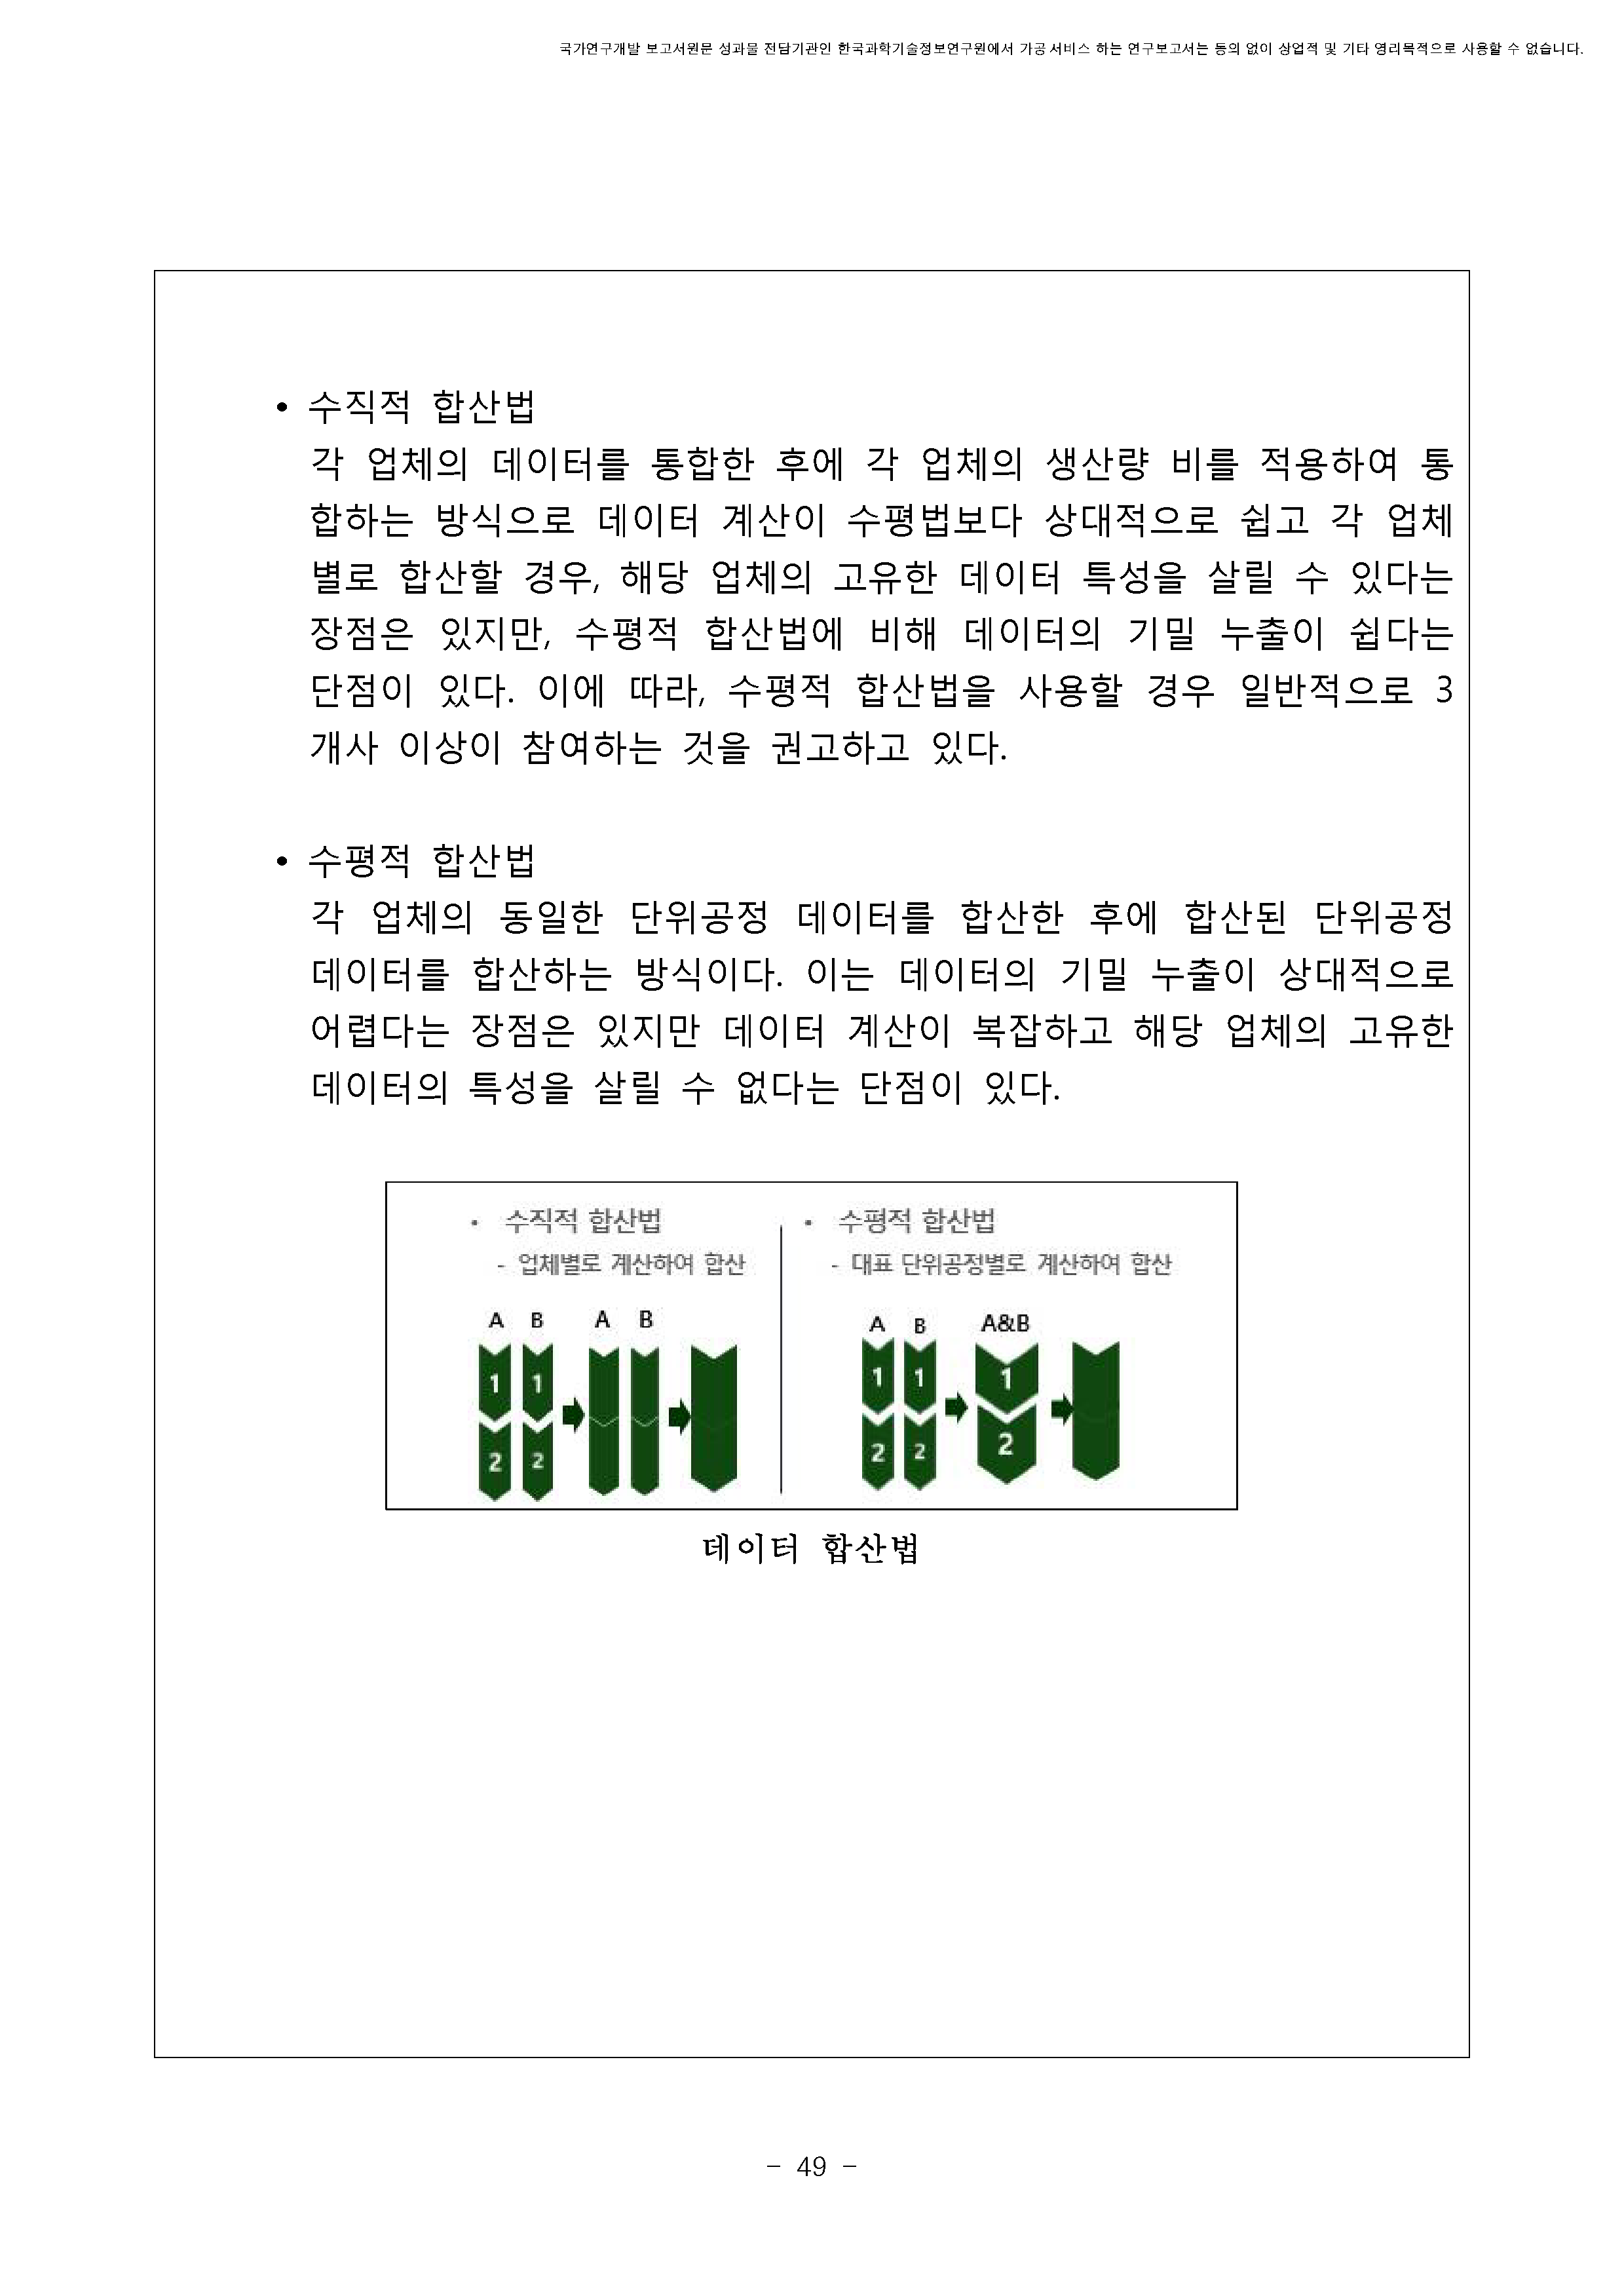 국가연구개발 보고서원문 성과물 전담기관인 한국과학기술정보연구원에서 가공·서비스 하는 연구보고서는 동의 없이 상업적 및 기타 영리목적으로 사용할 수 없습니다.
• 수직적 합산법
각 업체의 데이터를 통합한 후에 각 업체의 생산량 비를 적용하여 통
합하는 방식으로 데이터 계산이 수평법보다 상대적으로 쉽고 각 업체
별로 합산할 경우, 해당 업체의 고유한 데이터 특성을 살릴 수 있다는
장점은 있지만, 수평적 합산법에 비해 데이터의 기밀 누출이 쉽다는
단점이 있다. 이에 따라, 수평적 합산법을 사용할 경우 일반적으로 3
개사 이상이 참여하는 것을 권고하고 있다.
• 수평적 합산법
각 업체의 동일한 단위공정 데이터를 합산한 후에 합산된 단위공정
데이터를 합산하는 방식이다. 이는 데이터의 기밀 누출이 상대적으로
어렵다는 장점은 있지만 데이터 계산이 복잡하고 해당 업체의 고유한
데이터의 특성을 살릴 수 없다는 단점이 있다.
• 수직적 합산법
- 업체별로 계산하여 합산
A B A B
1 1
2 2
• 수평적 합산법
- 대표 단위공정별로 계산하여 합산
A B A&B
1 1 1
2 2 2
데이터 합산법
- 49 -